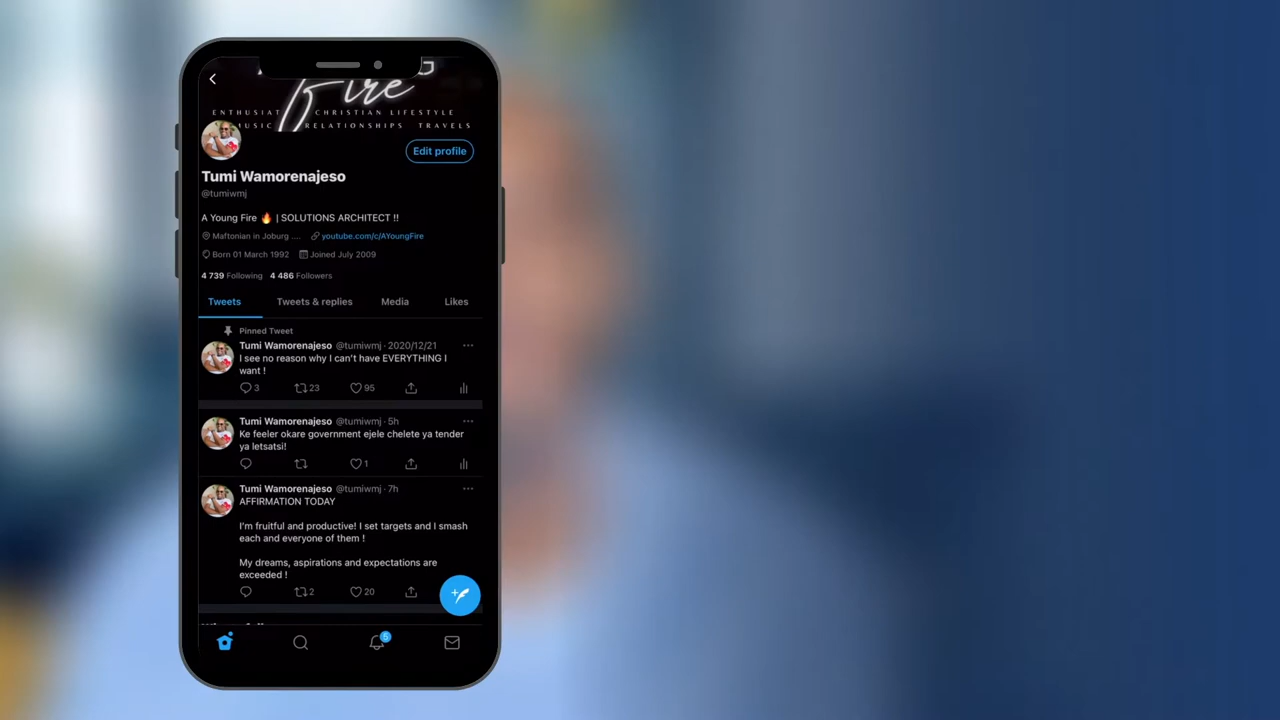 fire
ENTHUSIAT CHRISTIAN LIFESTYLE
MUSIC RELATIONSHIPS TRAVELS
Edit profile
Tumi Wamorenajeso
@tumiwmj
A Young Fire 🔥 | SOLUTIONS ARCHITECT !!
Maftonian in Joburg .... youtube.com/c/AYoungFire
Born 01 March 1992 Joined July 2009
4 739 Following 4 486 Followers
Tweets Tweets & replies Media Likes
Pinned Tweet
Tumi Wamorenajeso @tumiwmj · 2020/12/21 ···
I see no reason why I can't have EVERYTHING I
want !
3 23 95
Tumi Wamorenajeso @tumiwmj · 5h ···
Ke feeler okare government ejele chelete ya tender
ya letsatsi!
1
Tumi Wamorenajeso @tumiwmj · 7h ···
AFFIRMATION TODAY
I'm fruitful and productive! I set targets and I smash
each and everyone of them !
My dreams, aspirations and expectations are
exceeded !
2 20
5